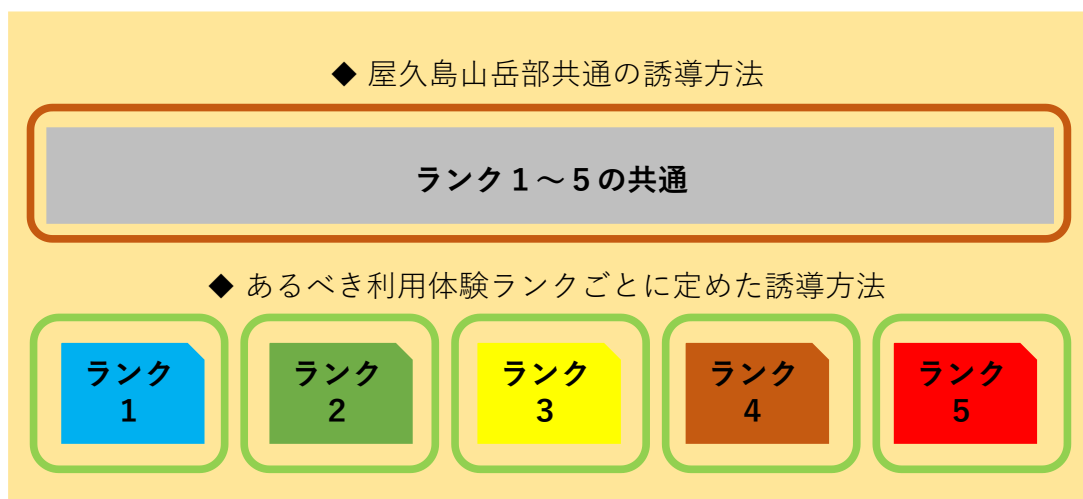 ◆ 屋久島山岳部共通の誘導方法
ランク１～５の共通
◆ あるべき利用体験ランクごとに定めた誘導方法
ランク
1
ランク
2
ランク
3
ランク
4
ランク
5